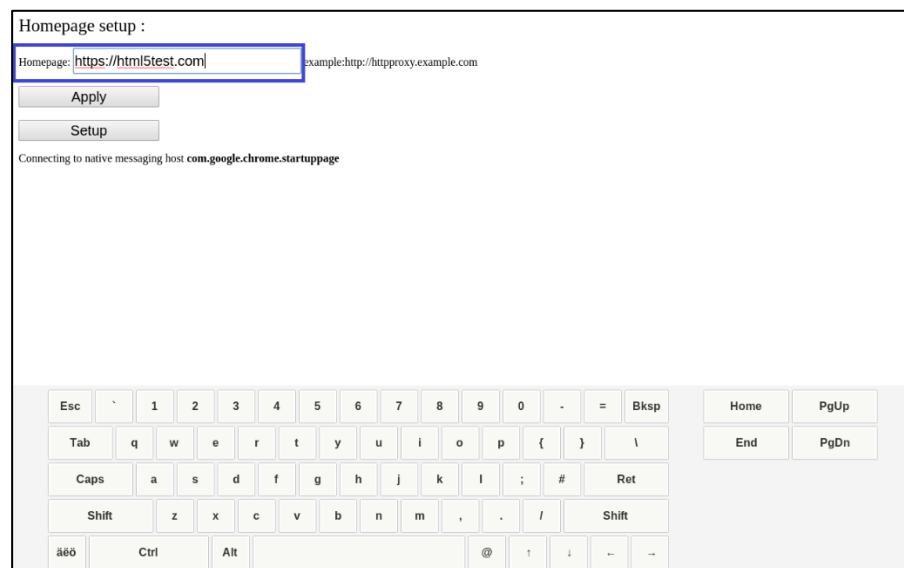 Homepage setup :
Homepage: https://html5test.com example:http://httpproxy.example.com
Apply
Setup
Connecting to native messaging host com.google.chrome.startuppage
Esc ` 1 2 3 4 5 6 7 8 9 0 - = Bksp Home PgUp
Tab q w e r t y u i o p { } \ End PgDn
Caps a s d f g h j k l ; # Ret
Shift z x c v b n m , . / Shift
äëö Ctrl Alt @ ↑ ↓ ← →